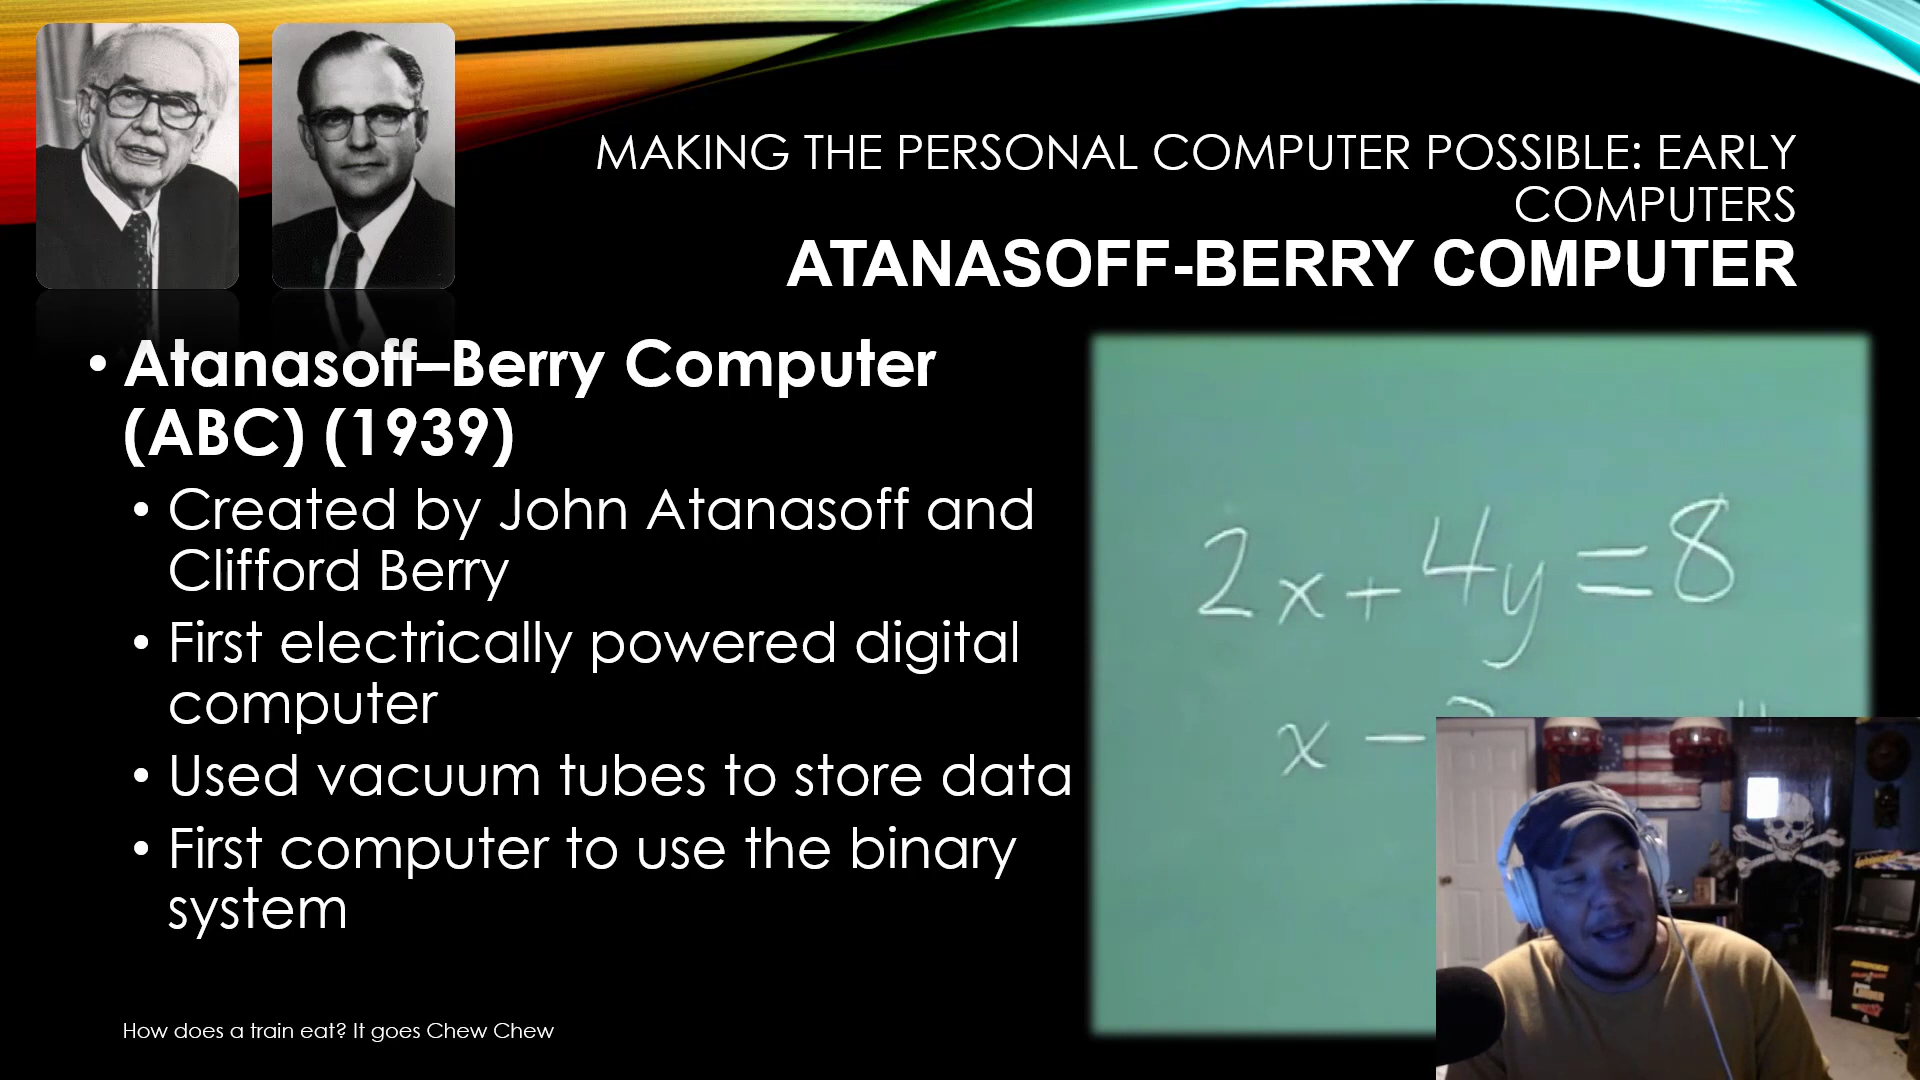 MAKING THE PERSONAL COMPUTER POSSIBLE: EARLY
COMPUTERS
ATANASOFF-BERRY COMPUTER
• Atanasoff–Berry Computer
(ABC) (1939)
• Created by John Atanasoff and
Clifford Berry
• First electrically powered digital
computer
• Used vacuum tubes to store data
• First computer to use the binary
system
2x+4y=8
x -
How does a train eat? It goes Chew Chew